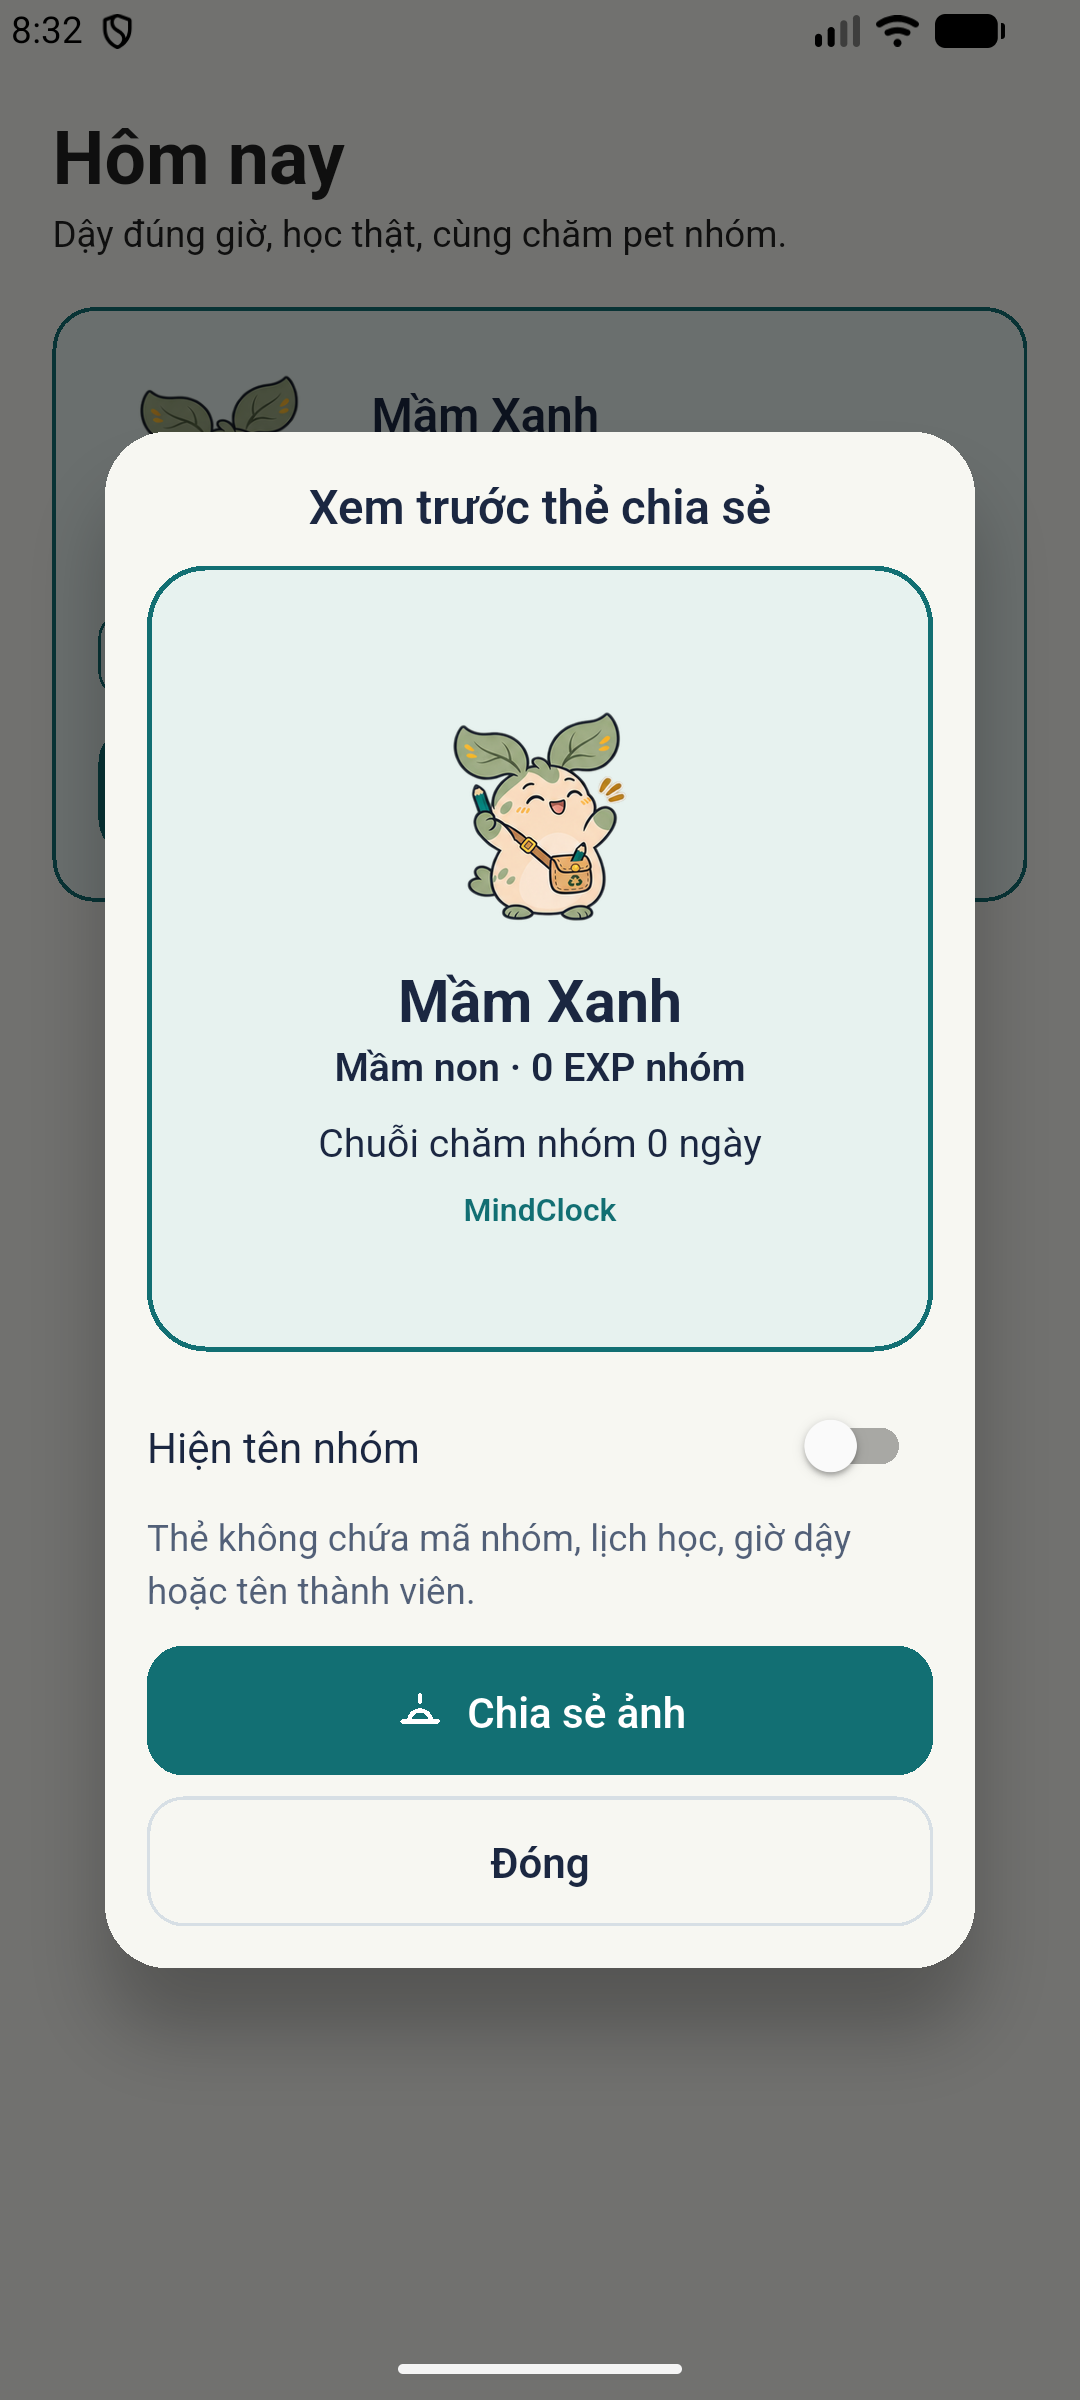 8:32
Hôm nay
Dậy đúng giờ, học thật, cùng chăm pet nhóm.
Mầm Xanh
Xem trước thẻ chia sẻ
Mầm Xanh
Mầm non · 0 EXP nhóm
Chuỗi chăm nhóm 0 ngày
MindClock
Hiện tên nhóm
Thẻ không chứa mã nhóm, lịch học, giờ dậy
hoặc tên thành viên.
Chia sẻ ảnh
Đóng